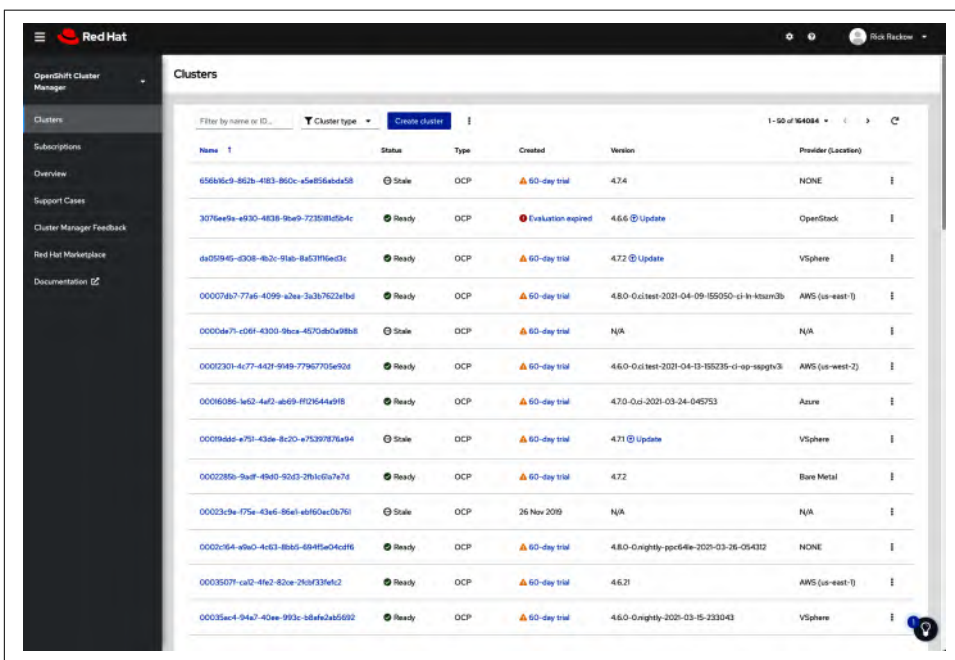 Red Hat
Rick Rackow
OpenShift Cluster
Manager
Clusters
Subscriptions
Overview
Support Cases
Cluster Manager Feedback
Red Hat Marketplace
Documentation
Clusters
Filter by name or ID... Cluster type Create cluster 1 - 50 of 164084
Name Status Type Created Version Provider (Location)
656b16c9-862b-4183-860c-a5e856abda58 Stale OCP 60-day trial 4.7.4 NONE
3076ee9a-e930-4838-9be9-7235181d5b4c Ready OCP Evaluation expired 4.6.6 Update OpenStack
da051945-d308-4b2c-91ab-8a531f16ed3c Ready OCP 60-day trial 4.7.2 Update VSphere
00007db7-77a6-4099-a2ea-3a3b7622e1bd Ready OCP 60-day trial 4.8.0-0.ci.test-2021-04-09-155050-ci-ln-ktszm3b AWS (us-east-1)
0000de71-c06f-4300-9bca-4570db0a98b8 Stale OCP 60-day trial N/A N/A
00012301-4c77-442f-9149-77967705e92d Ready OCP 60-day trial 4.6.0-0.ci.test-2021-04-13-155235-ci-op-sspgtv3 AWS (us-west-2)
00016086-1e62-4af2-ab69-ff121644a9f8 Ready OCP 60-day trial 4.7.0-0.ci-2021-03-24-045753 Azure
00019ddd-e751-43de-8c20-e75397876a94 Stale OCP 60-day trial 4.7.1 Update VSphere
0002285b-9adf-49d0-92d3-2fb1c61a7e7d Ready OCP 60-day trial 4.7.2 Bare Metal
00023c9e-f75e-43e6-86e1-ebf60ec0b761 Stale OCP 26 Nov 2019 N/A N/A
0002c164-a9a0-4c63-8bb5-694f5e04cdf6 Ready OCP 60-day trial 4.8.0-0.nightly-ppc64le-2021-03-26-054312 NONE
0003507f-ca12-4fe2-82ce-2fcbf33fe1c2 Ready OCP 60-day trial 4.6.21 AWS (us-east-1)
00035ac4-94a7-40ee-993c-b8afe2ab5692 Ready OCP 60-day trial 4.6.0-0.nightly-2021-03-15-233043 VSphere
1